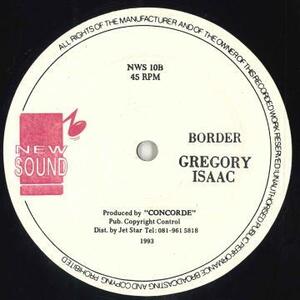 ALL RIGHTS OF THE MANUFACTURER AND OF THE OWNER OF THIS RECORDED WORK RESERVED UNAUTHORISED PUBLIC PERFORMANCE BROADCASTING AND COPYING PROHIBITED
NWS 10B
45 RPM
NEW
SOUND
BORDER
GREGORY
ISAAC
Produced by "CONCORDE"
Pub. Copyright Control
Dist. by Jet Star Tel: 081-961 5818
1993